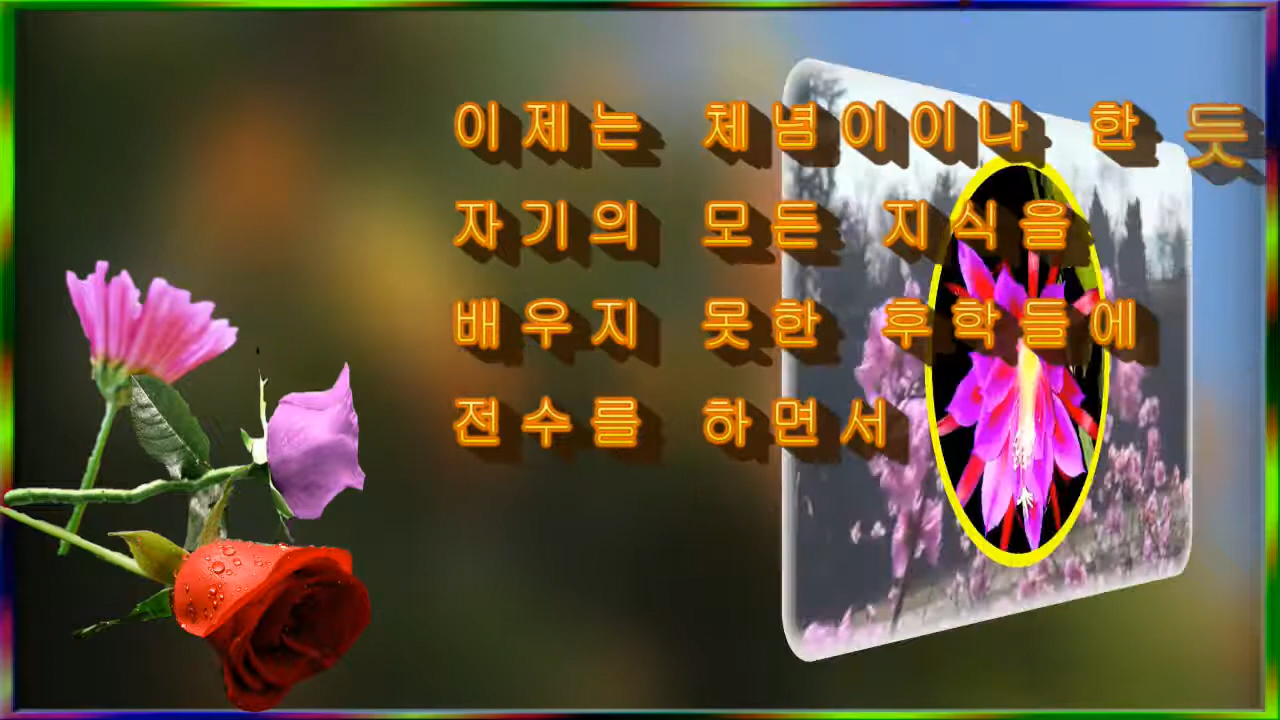 이제는 체념이이나 한 듯
자기의 모든 지식을
배우지 못한 후학들에
전수를 하면서